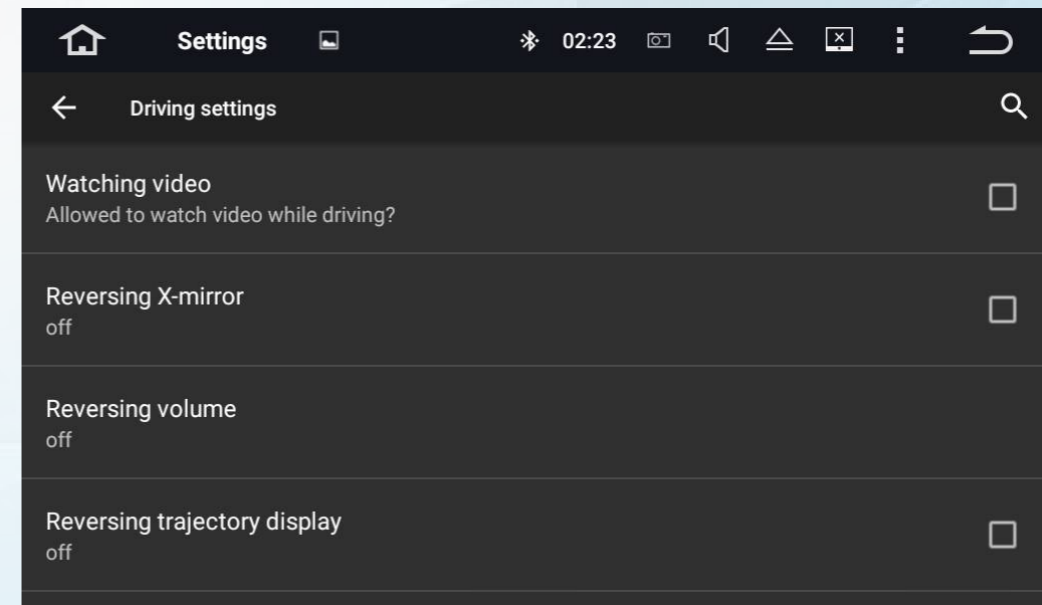 Settings
02:23
Driving settings
Watching video
Allowed to watch video while driving?
Reversing X-mirror
off
Reversing volume
off
Reversing trajectory display
off